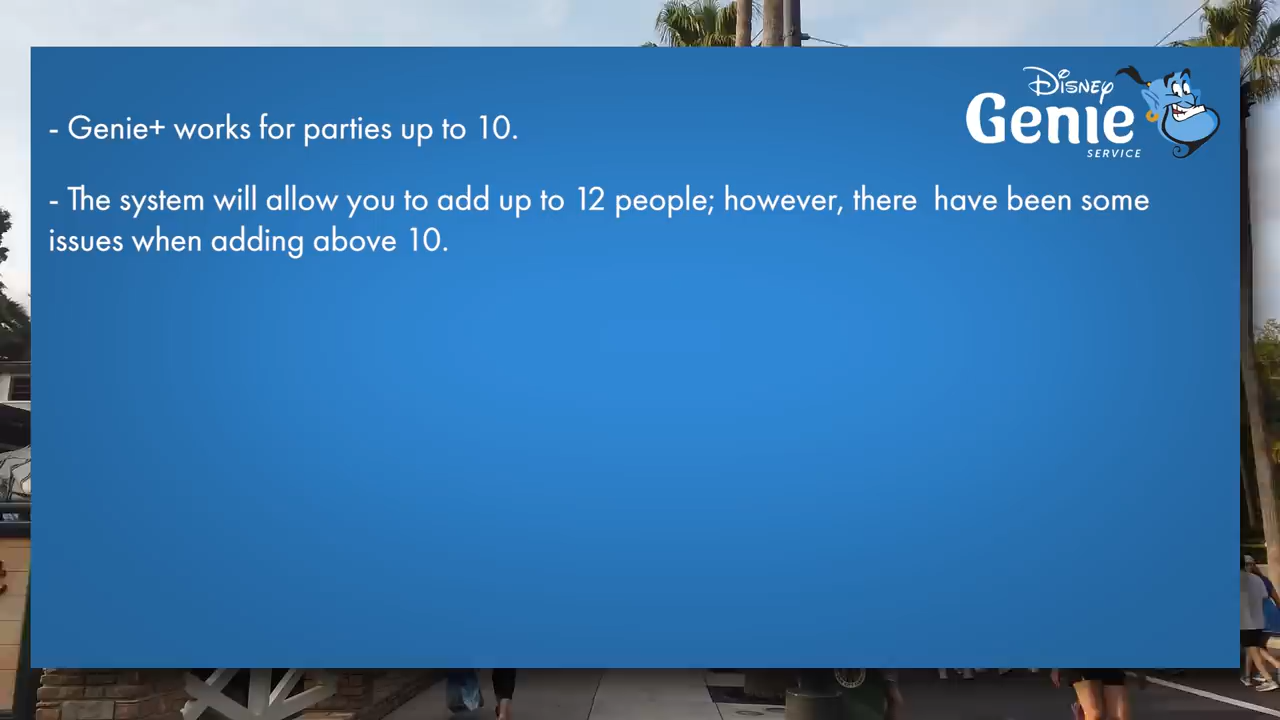 DISNEY
Genie
SERVICE
- Genie+ works for parties up to 10.
- The system will allow you to add up to 12 people; however, there  have been some
issues when adding above 10.